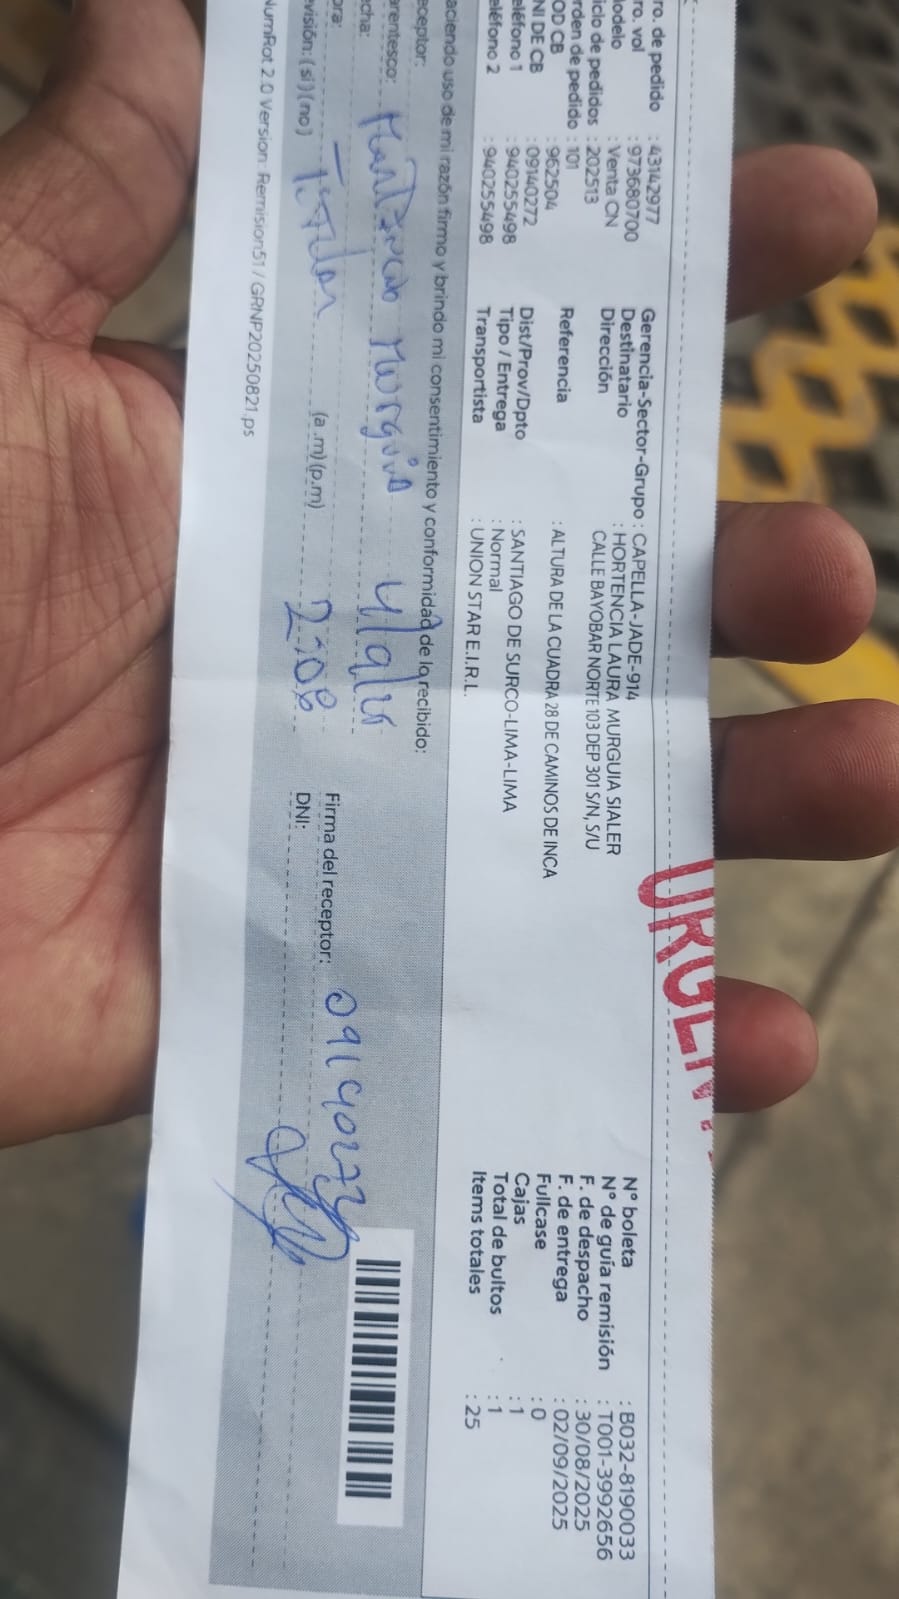 URGEN
ro. de pedido : 43142977
ro. vol : 973680700
odelo : Venta CN
iclo de pedidos : 202513
rden de pedido : 101
OD CB : 962504
NI DE CB : 09140272
eléfono 1 : 940255498
eléfono 2 : 940255498
Gerencia-Sector-Grupo : CAPELLA-JADE-914
Destinatario : HORTENCIA LAURA MURGUIA SIALER
Dirección CALLE BAYOBAR NORTE 103 DEP 301 S/N, S/U
Referencia : ALTURA DE LA CUADRA 28 DE CAMINOS DE INCA
Dist/Prov/Dpto : SANTIAGO DE SURCO-LIMA-LIMA
Tipo / Entrega : Normal
Transportista : UNION STAR E.I.R.L.
N° boleta : B032-8190033
N° de guía remisión : T001-3992656
F. de despacho : 30/08/2025
F. de entrega : 02/09/2025
Fullcase : 0
Cajas : 1
Total de bultos : 1
Items totales : 25
aciendo uso de mi razón firmo y brindo mi consentimiento y conformidad de lo recibido:
eceptor:
arentesco:
cha:
ora: (a .m)(p.m)
evisión: (si)(no)
Murguia
Titular
Firma del receptor:
DNI:
NumRot 2.0 Version: Remision51 / GRNP20250821.ps